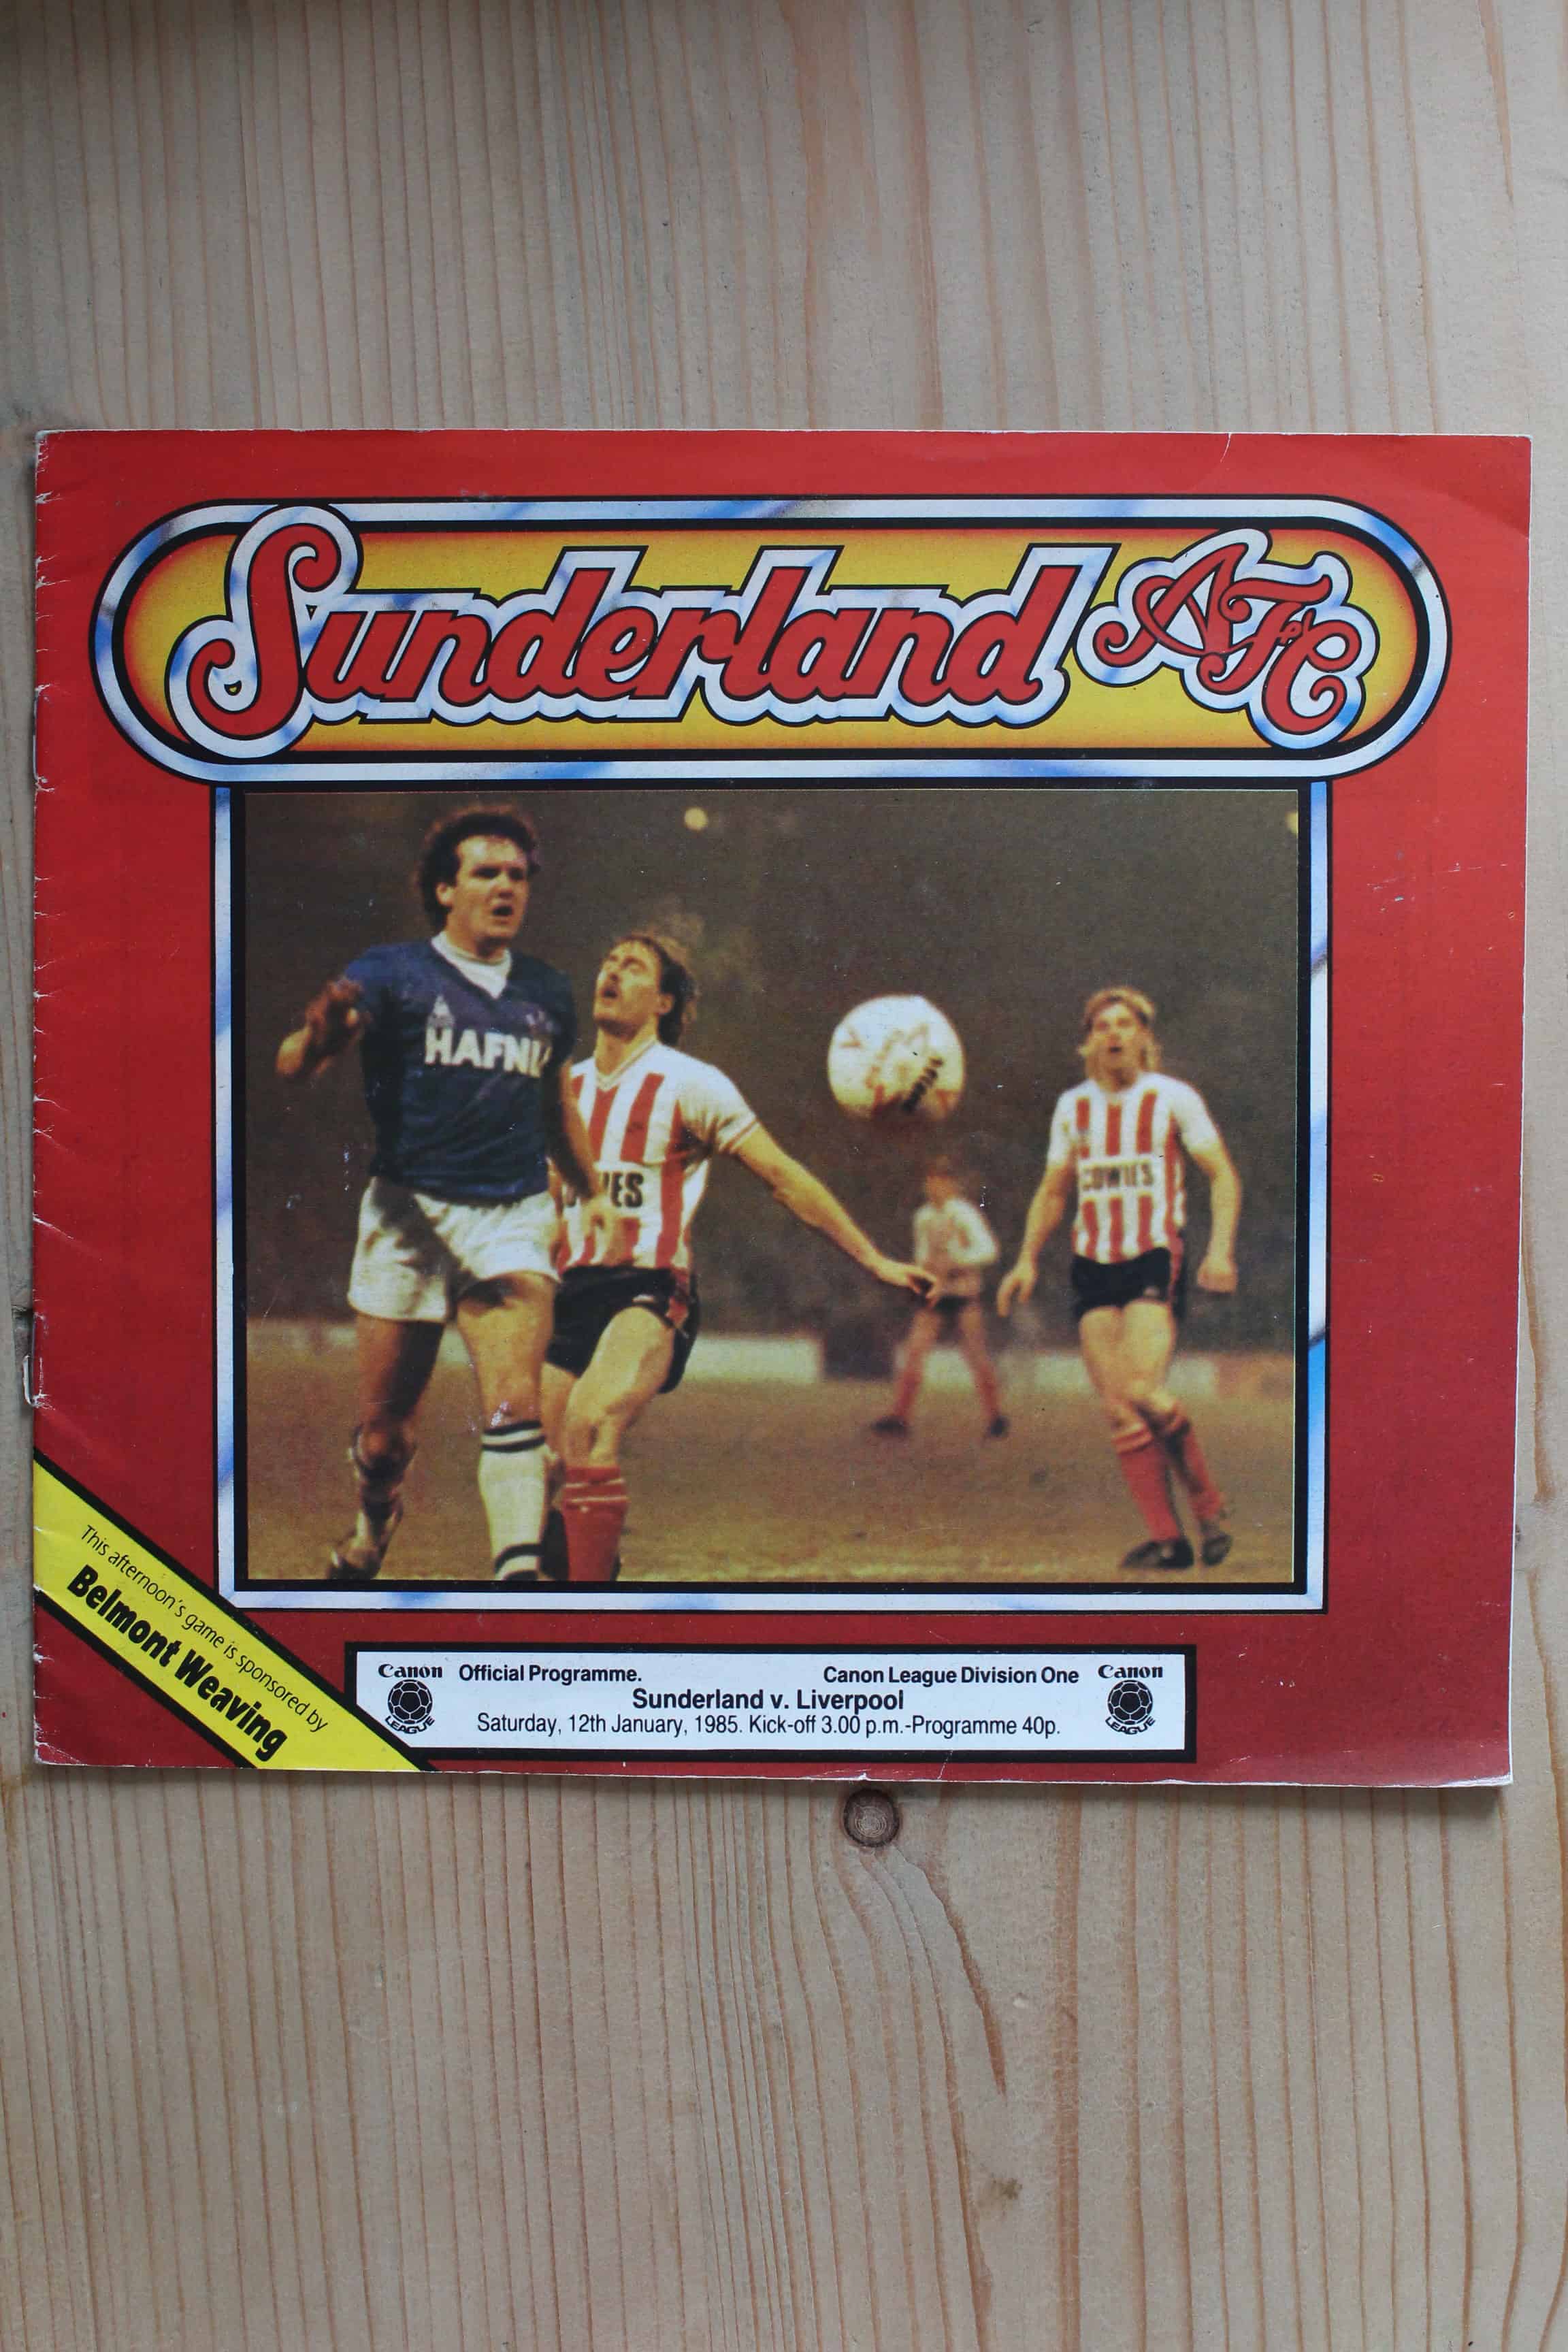 Sunderland AFC
HAFNI
COWIES
This afternoon's game is sponsored by
Belmont Weaving
Canon Official Programme. Canon League Division One Canon
Sunderland v. Liverpool
Saturday, 12th January, 1985. Kick-off 3.00 p.m.-Programme 40p.
LEAGUE LEAGUE